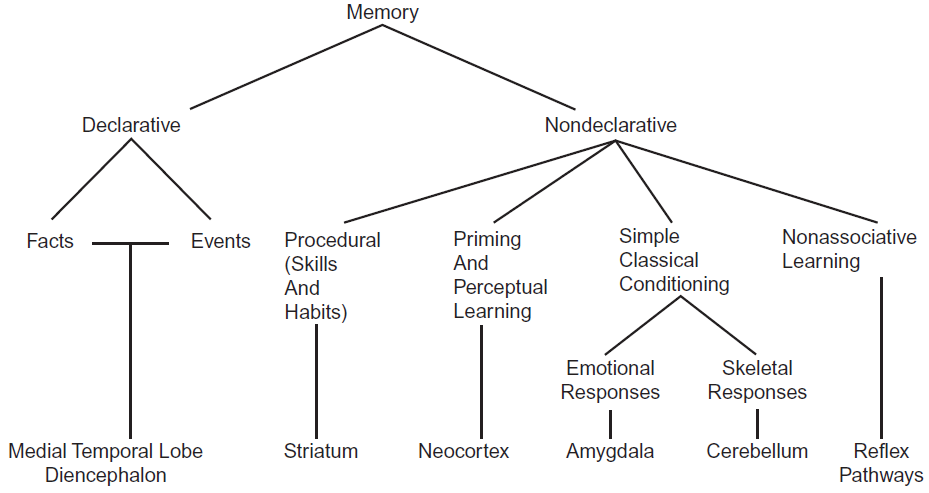 Memory
Declarative
Nondeclarative
Facts
Events
Procedural
(Skills
And
Habits)
Priming
And
Perceptual
Learning
Simple
Classical
Conditioning
Nonassociative
Learning
Emotional
Responses
Skeletal
Responses
Medial Temporal Lobe
Diencephalon
Striatum
Neocortex
Amygdala
Cerebellum
Reflex
Pathways